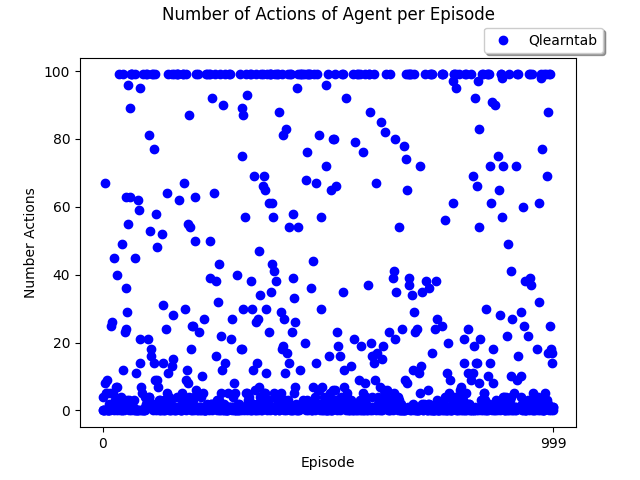 Number of Actions of Agent per Episode
Qlearntab
100
80
60
40
20
0
Number Actions
0
999
Episode